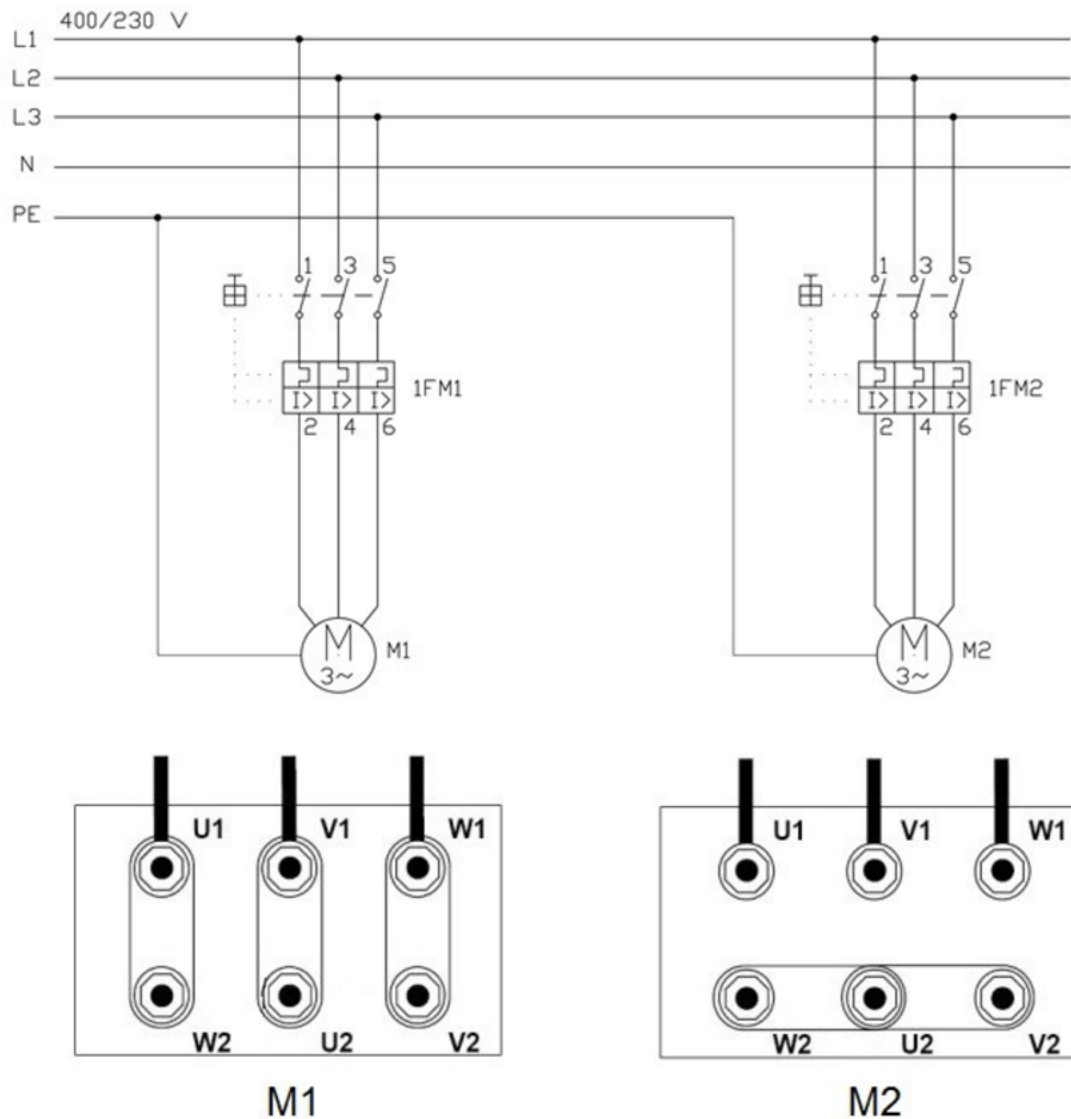 400/230 V
L1
L2
L3
N
PE
1 3 5
1 3 5
I> I> I>
1FM1
I> I> I>
1FM2
2 4 6
2 4 6
M
3~
M1
M
3~
M2
U1 V1 W1
U1 V1 W1
W2 U2 V2
W2 U2 V2
M1
M2